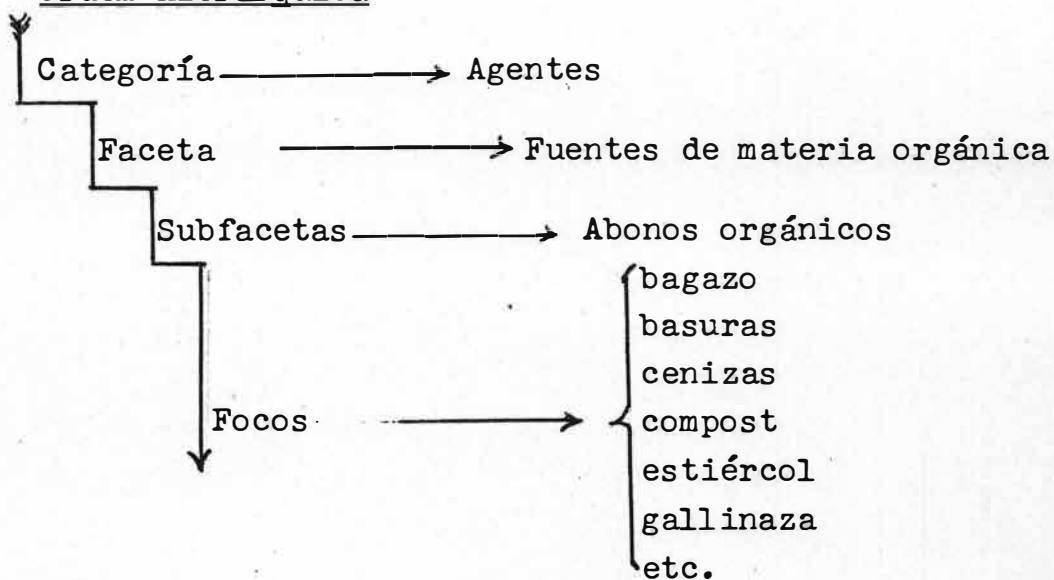 Categoría Agentes
Faceta Fuentes de materia orgánica
Subfacetas Abonos orgánicos
bagazo
basuras
cenizas
Focos compost
estiércol
gallinaza
etc.